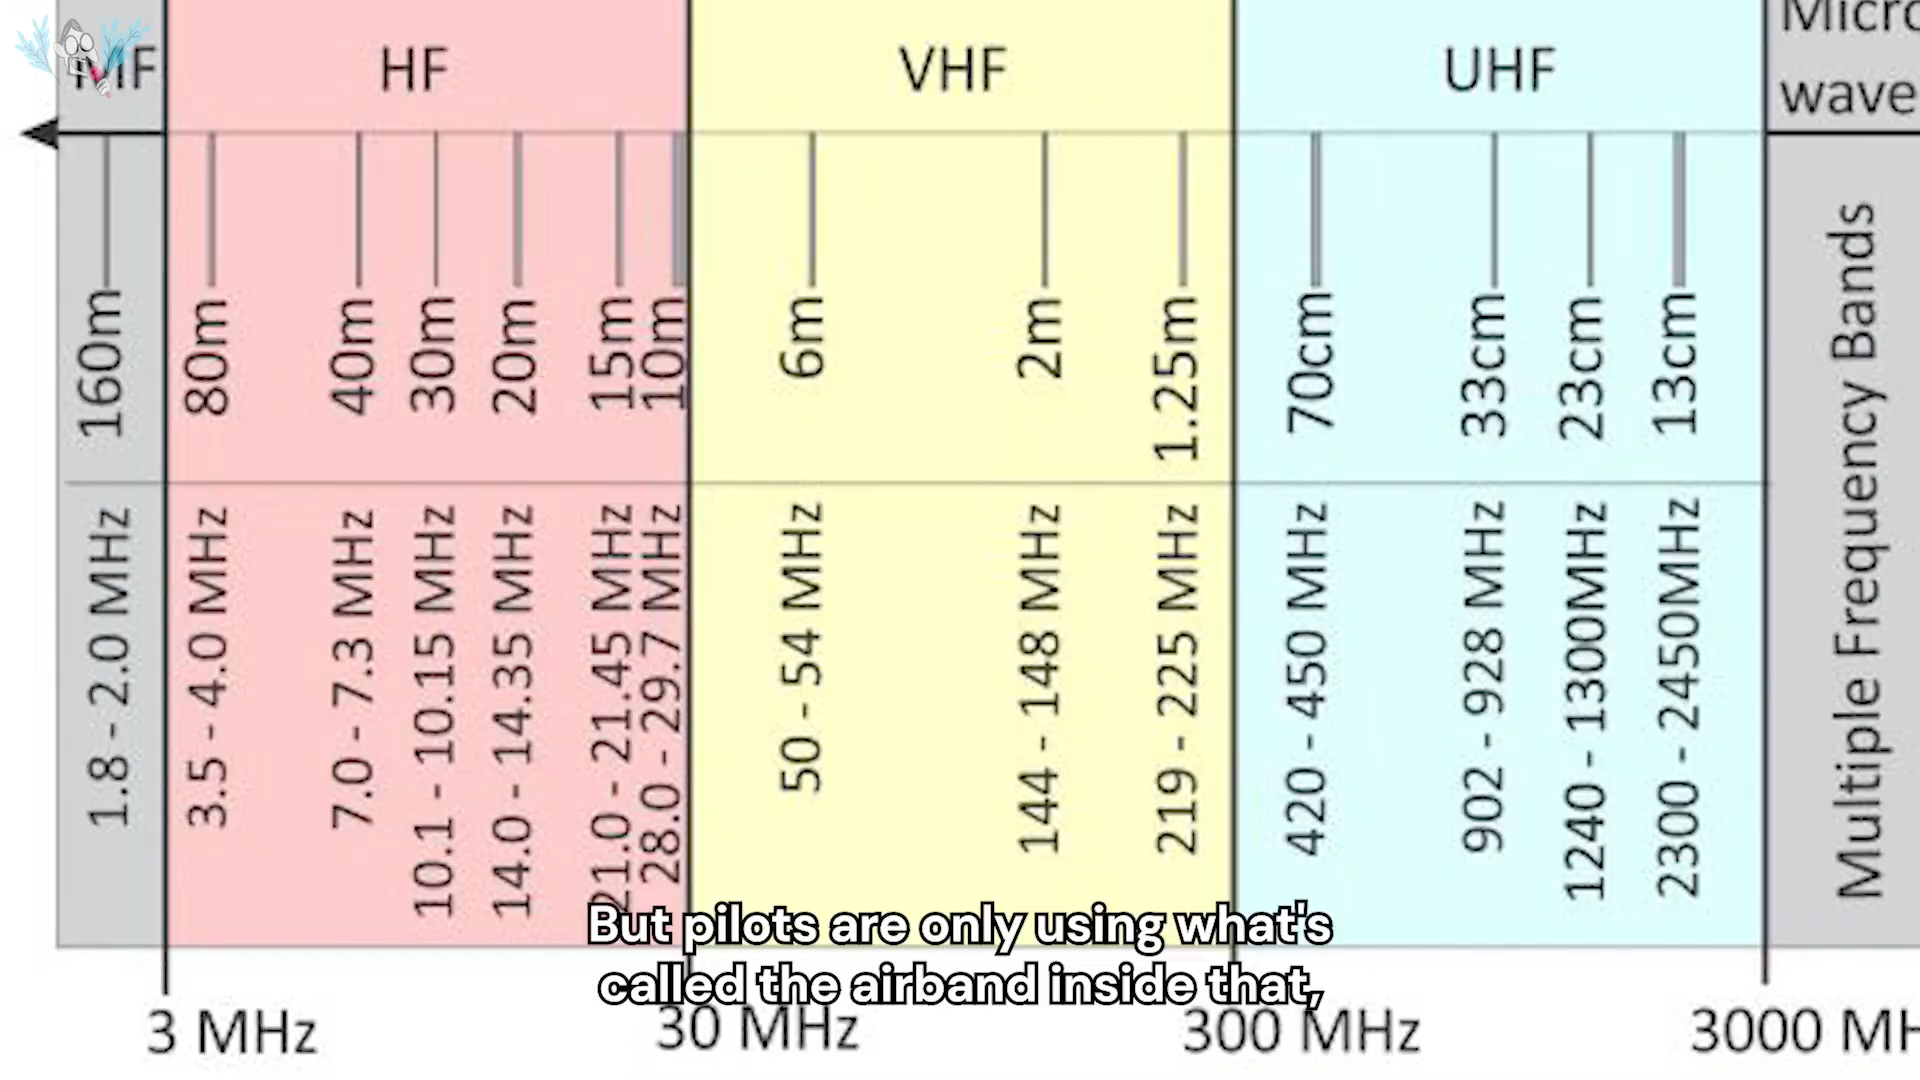 MF
HF
VHF
UHF
Micro
wave
160m
80m
40m
30m
20m
15m
10m
6m
2m
1.25m
70cm
33cm
23cm
13cm
Multiple Frequency Bands
1.8 - 2.0 MHz
3.5 - 4.0 MHz
7.0 - 7.3 MHz
10.1 - 10.15 MHz
14.0 - 14.35 MHz
21.0 - 21.45 MHz
28.0 - 29.7 MHz
50 - 54 MHz
144 - 148 MHz
219 - 225 MHz
420 - 450 MHz
902 - 928 MHz
1240 - 1300MHz
2300 - 2450MHz
But pilots are only using what's
called the airband inside that,
3 MHz
30 MHz
300 MHz
3000 MH